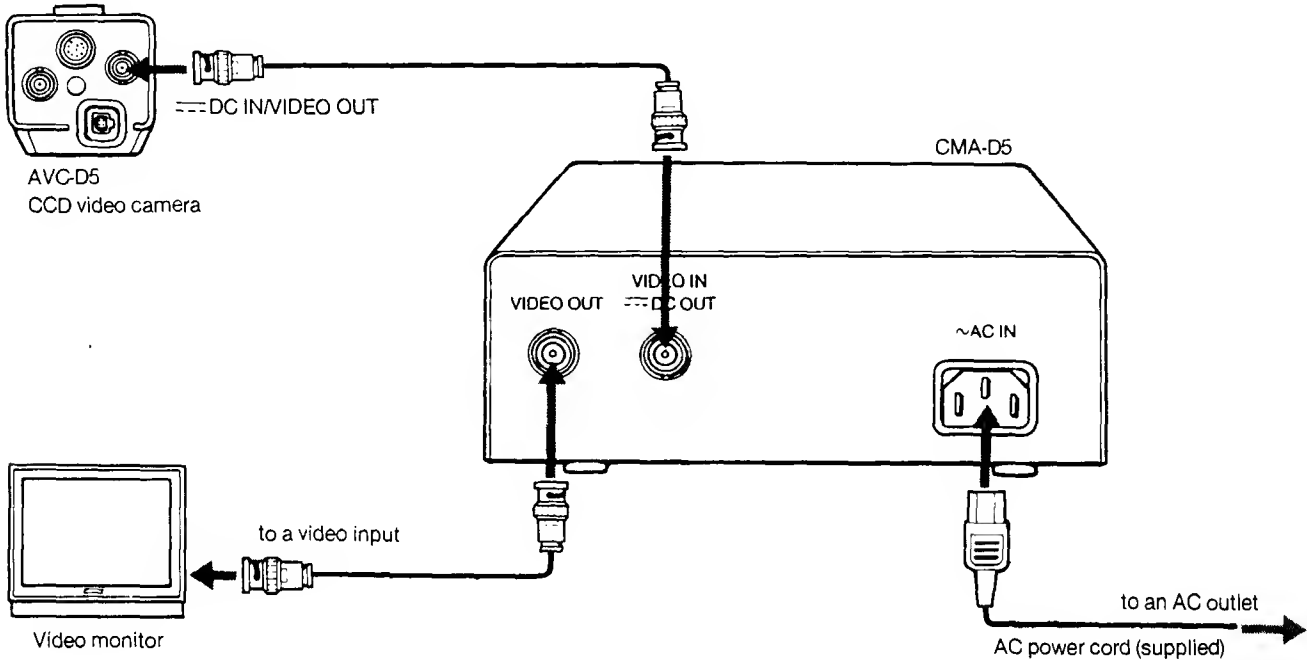 ⎓DC IN/VIDEO OUT
AVC-D5
CCD video camera
CMA-D5
VIDEO OUT
VIDEO IN
⎓DC OUT
~AC IN
to a video input
Video monitor
to an AC outlet
AC power cord (supplied)